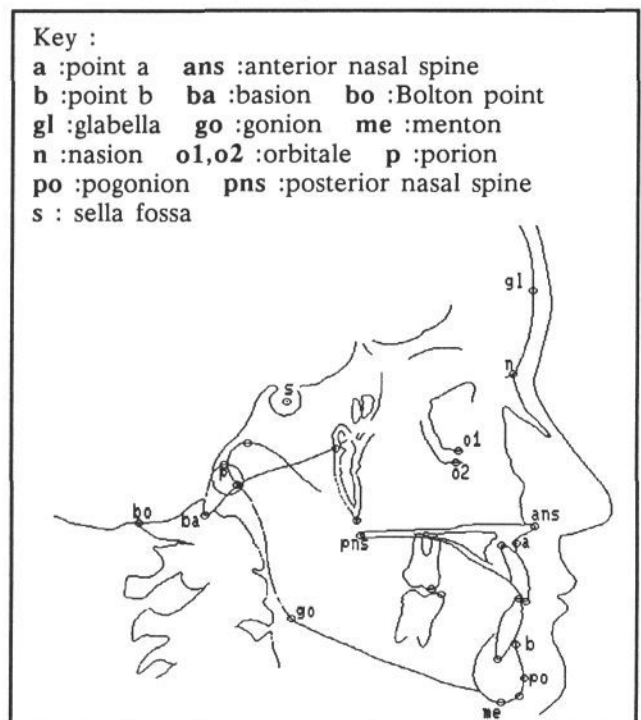 Key :
a :point a ans :anterior nasal spine
b :point b ba :basion bo :Bolton point
gl :glabella go :gonion me :menton
n :nasion o1,o2 :orbitale p :porion
po :pogonion pns :posterior nasal spine
s : sella fossa
gl
n
s
o1
o2
p
bo
ba
ans
pns
a
go
b
po
me